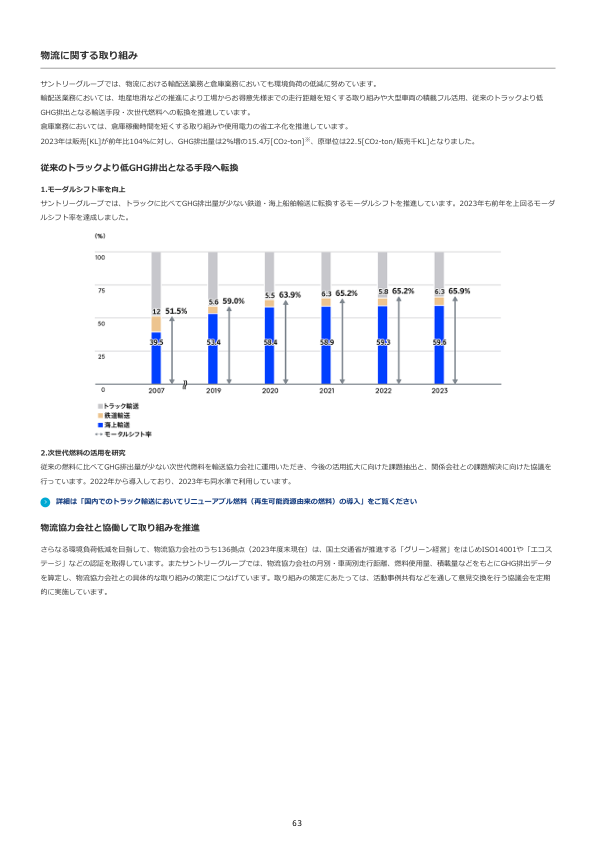 物流に関する取り組み
サントリーグループでは、物流における輸配送業務と倉庫業務においても環境負荷の低減に努めています。
輸配送業務においては、地産地消などの推進により工場からお得意先様までの走行距離を短くする取り組みや大型車両の積載フル活用、従来のトラックより低
GHG排出となる輸送手段・次世代燃料への転換を推進しています。
倉庫業務においては、倉庫稼働時間を短くする取り組みや使用電力の省エネ化を推進しています。
2023年は販売[KL]が前年比104%に対し、GHG排出量は2%増の15.4万[CO2-ton]※、原単位は22.5[CO2-ton/販売千KL]となりました。
従来のトラックより低GHG排出となる手段へ転換
1.モーダルシフト率を向上
サントリーグループでは、トラックに比べてGHG排出量が少ない鉄道・海上船舶輸送に転換するモーダルシフトを推進しています。2023年も前年を上回るモーダ
ルシフト率を達成しました。
(%)
100
75
50
25
0
12 51.5%
39.5
5.6 59.0%
53.4
5.5 63.9%
58.4
6.3 65.2%
58.9
5.8 65.2%
59.3
6.3 65.9%
59.6
2007 2019 2020 2021 2022 2023
トラック輸送
鉄道輸送
海上輸送
モータルシフト率
2.次世代燃料の活用を研究
従来の燃料に比べてGHG排出量が少ない次世代燃料を輸送協力会社に運用いただき、今後の活用拡大に向けた課題抽出と、関係会社との課題解決に向けた協議を
行っています。2022年から導入しており、2023年も同水準で利用しています。
詳細は「国内でのトラック輸送においてリニューアブル燃料（再生可能資源由来の燃料）の導入」をご覧ください
物流協力会社と協働して取り組みを推進
さらなる環境負荷低減を目指して、物流協力会社のうち136拠点（2023年度末現在）は、国土交通省が推進する「グリーン経営」をはじめISO14001や「エコス
テージ」などの認証を取得しています。またサントリーグループでは、物流協力会社の月別・車両別走行距離、燃料使用量、積載量などをもとにGHG排出データ
を算定し、物流協力会社との具体的な取り組みの策定につなげています。取り組みの策定にあたっては、活動事例共有などを通して意見交換を行う協議会を定期
的に実施しています。
63